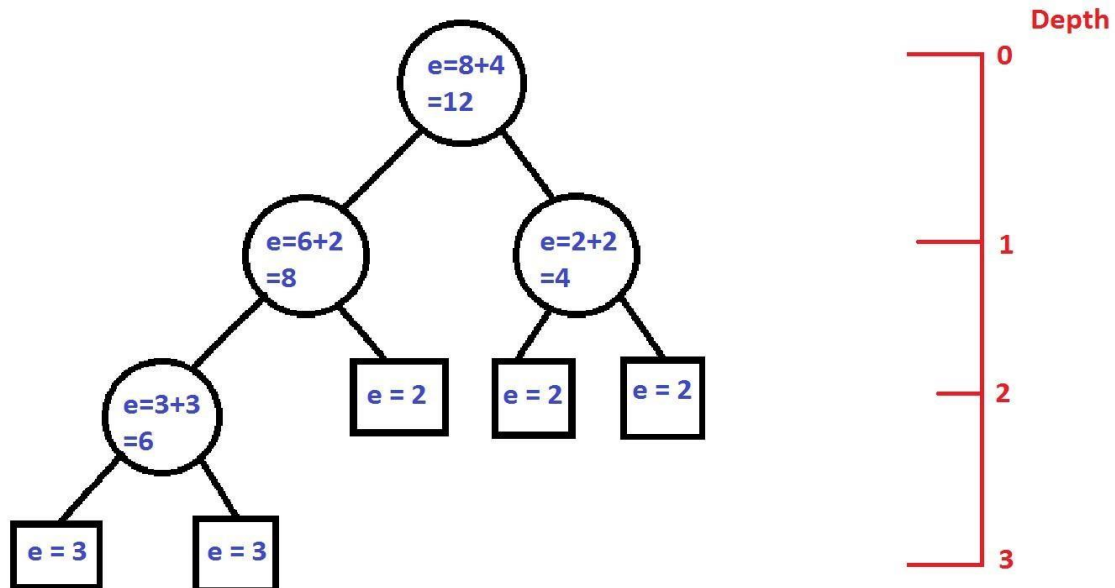 Depth
0
e=8+4
=12
e=6+2
=8
e=2+2
=4
1
e=3+3
=6
e = 2
e = 2
e = 2
2
e = 3
e = 3
3